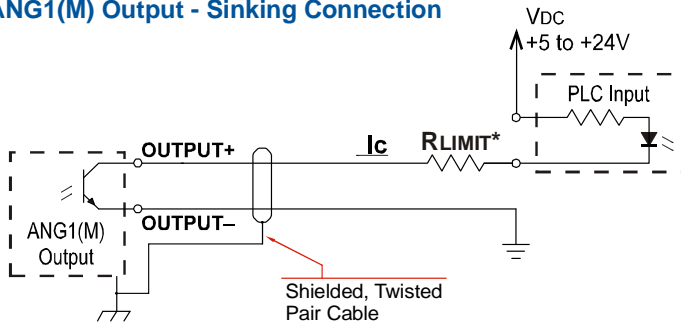 ANG1(M) Output - Sinking Connection
VDC
+5 to +24V
PLC Input
OUTPUT+
Ic
RLIMIT*
ANG1(M)
Output
OUTPUT–
Shielded, Twisted
Pair Cable